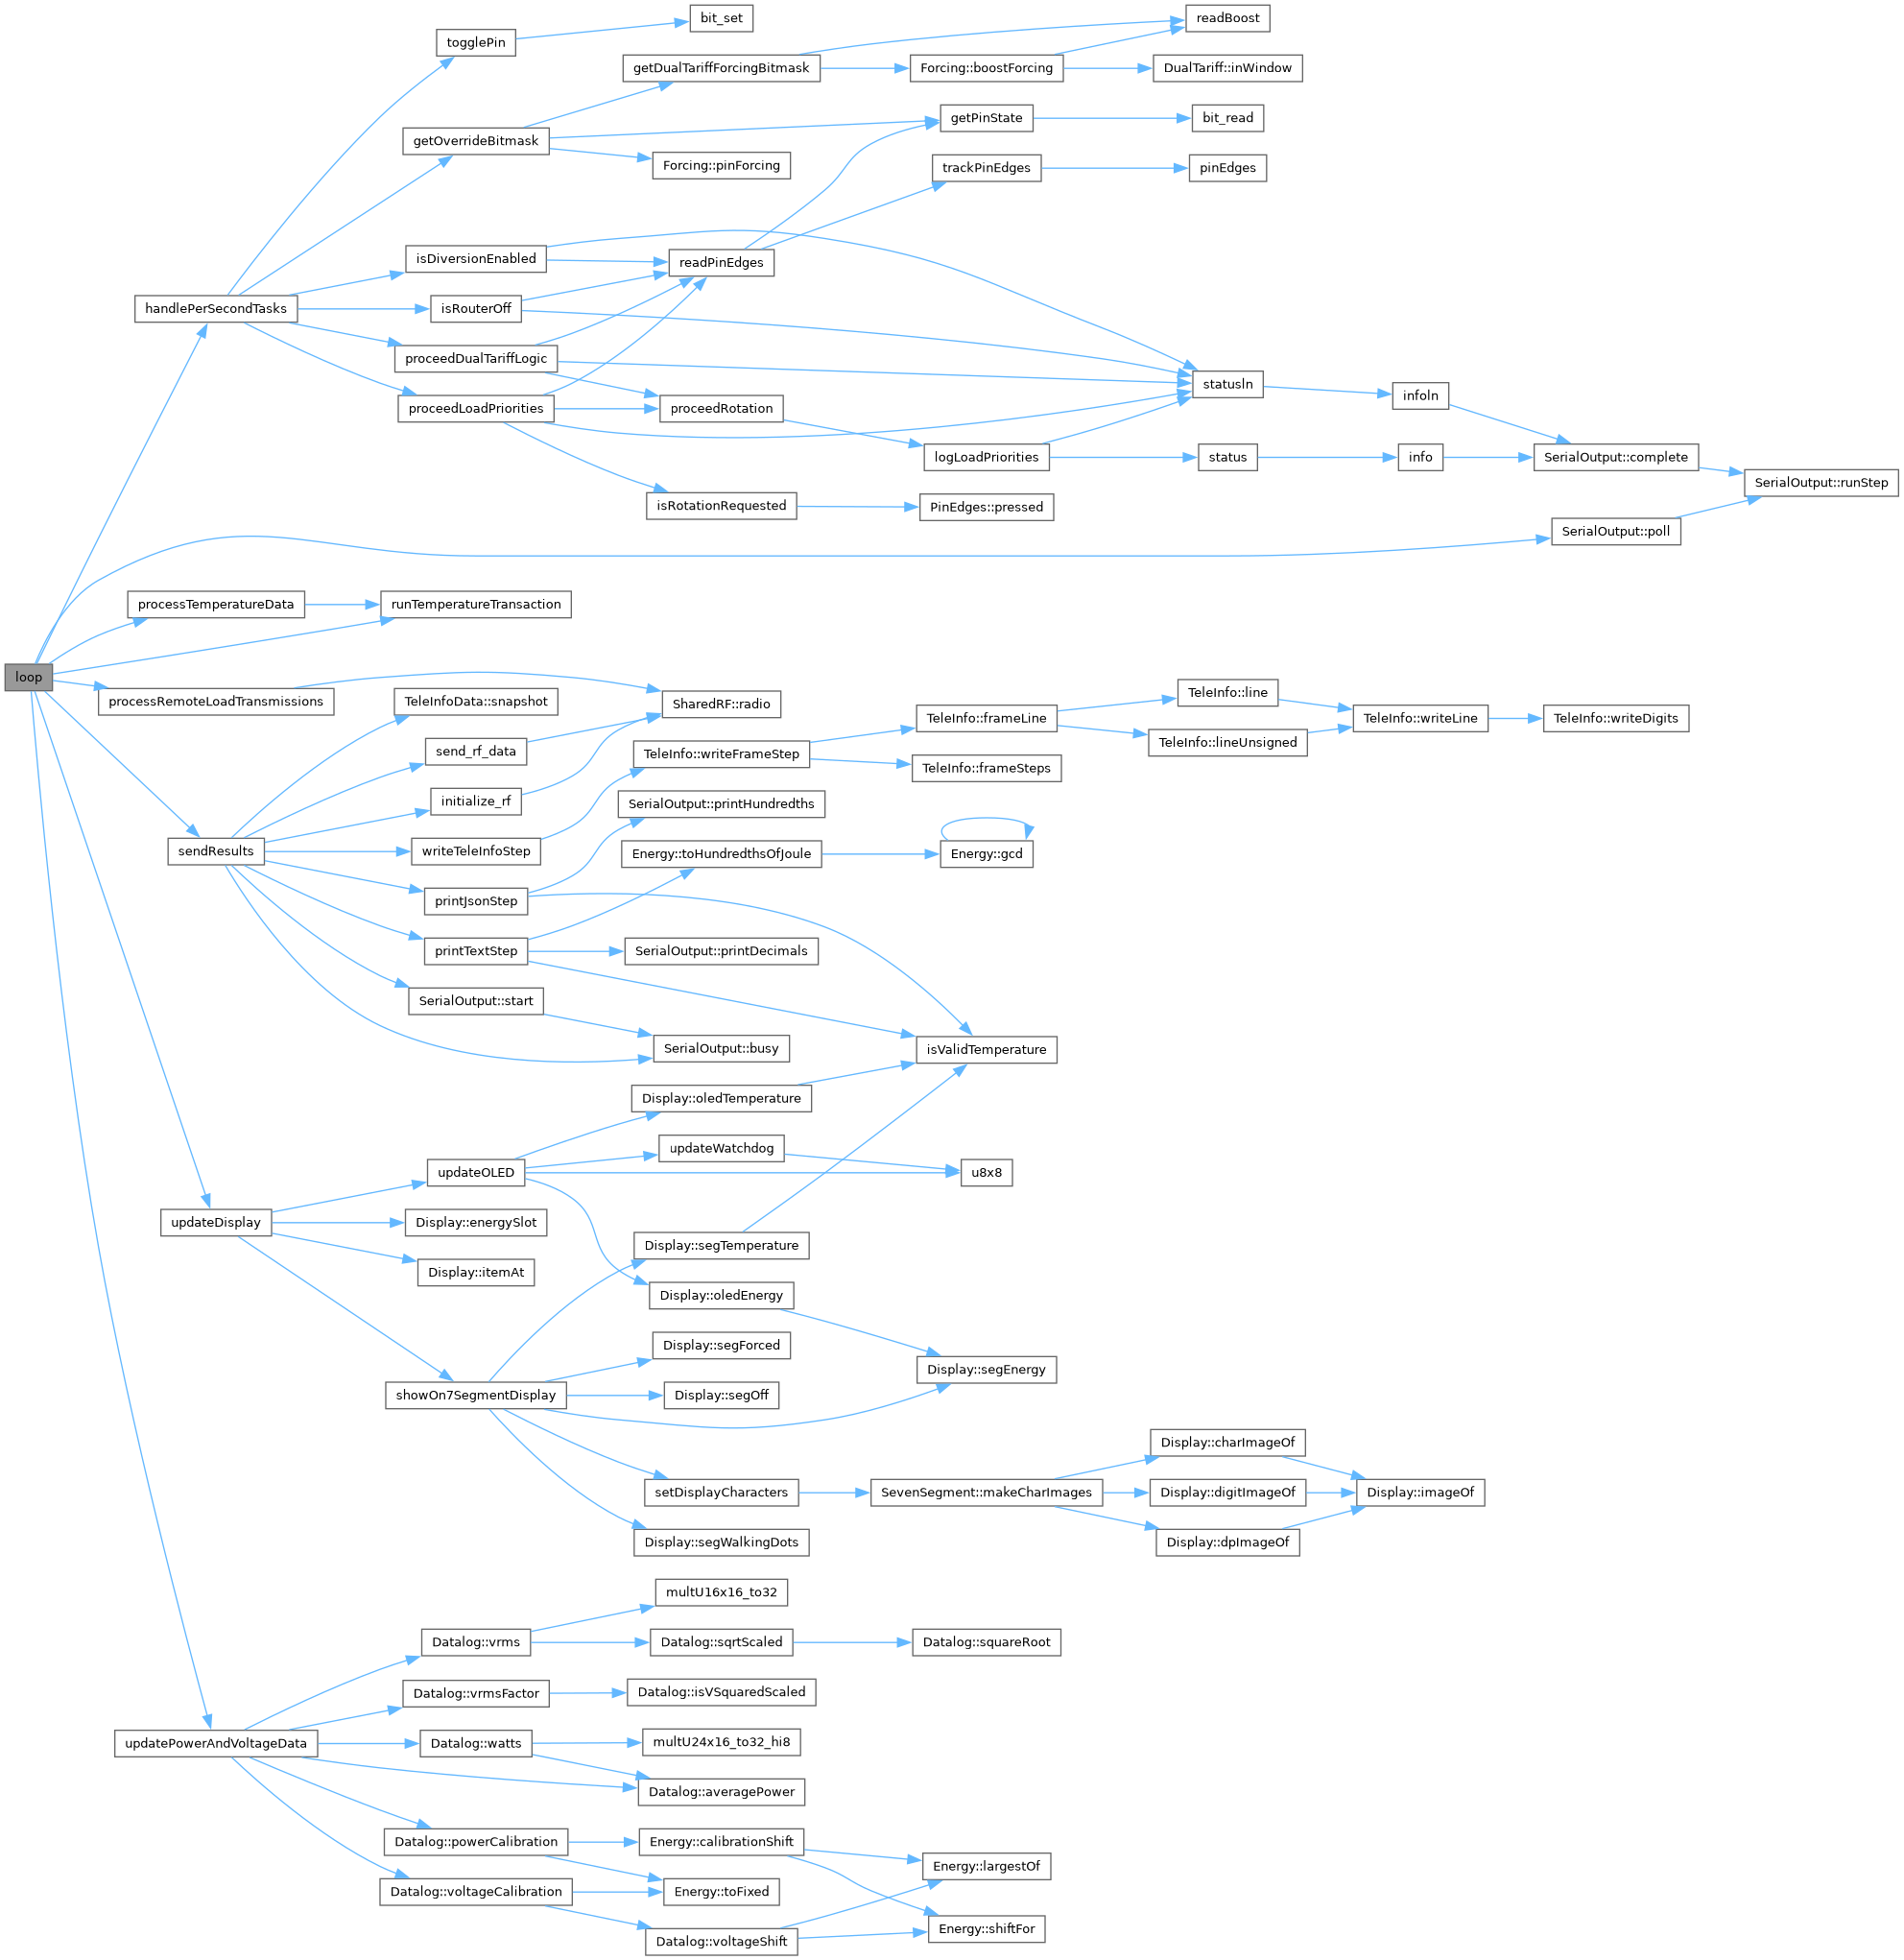 bit_set
readBoost
togglePin
getDualTariffForcingBitmask
Forcing::boostForcing
DualTariff::inWindow
getPinState
bit_read
getOverrideBitmask
Forcing::pinForcing
trackPinEdges
pinEdges
isDiversionEnabled
readPinEdges
handlePerSecondTasks
isRouterOff
proceedDualTariffLogic
statusln
infoln
proceedLoadPriorities
proceedRotation
logLoadPriorities
status
info
SerialOutput::complete
SerialOutput::runStep
isRotationRequested
PinEdges::pressed
SerialOutput::poll
processTemperatureData
runTemperatureTransaction
loop
processRemoteLoadTransmissions
TeleInfoData::snapshot
SharedRF::radio
TeleInfo::line
TeleInfo::frameLine
TeleInfo::writeLine
TeleInfo::writeDigits
send_rf_data
TeleInfo::writeFrameStep
TeleInfo::lineUnsigned
TeleInfo::frameSteps
initialize_rf
SerialOutput::printHundredths
sendResults
writeTeleInfoStep
Energy::toHundredthsOfJoule
Energy::gcd
printJsonStep
printTextStep
SerialOutput::printDecimals
SerialOutput::start
SerialOutput::busy
isValidTemperature
Display::oledTemperature
updateWatchdog
updateOLED
u8x8
updateDisplay
Display::energySlot
Display::segTemperature
Display::itemAt
Display::oledEnergy
Display::segForced
Display::segEnergy
showOn7SegmentDisplay
Display::segOff
Display::charImageOf
setDisplayCharacters
SevenSegment::makeCharImages
Display::digitImageOf
Display::imageOf
Display::segWalkingDots
Display::dpImageOf
multU16x16_to32
Datalog::vrms
Datalog::sqrtScaled
Datalog::squareRoot
Datalog::vrmsFactor
Datalog::isVSquaredScaled
updatePowerAndVoltageData
Datalog::watts
multU24x16_to32_hi8
Datalog::averagePower
Datalog::powerCalibration
Energy::calibrationShift
Energy::largestOf
Datalog::voltageCalibration
Energy::toFixed
Energy::shiftFor
Datalog::voltageShift